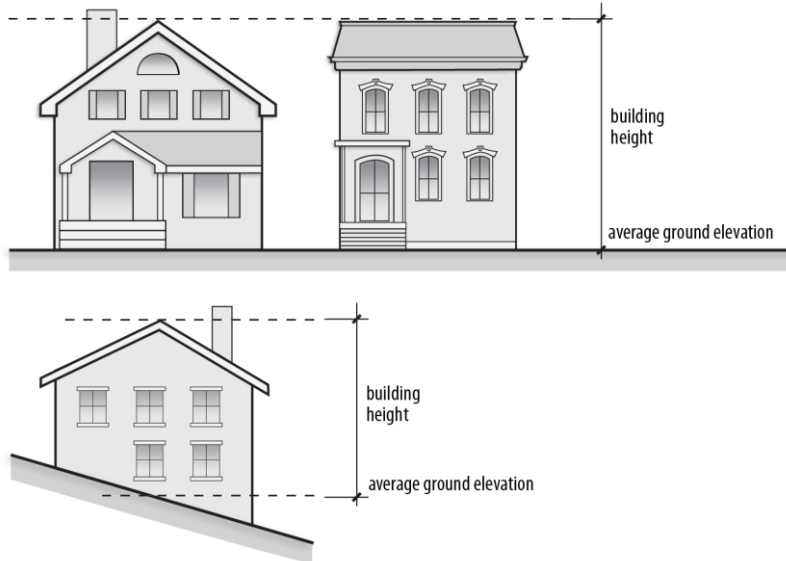 building
height
average ground elevation
building
height
average ground elevation